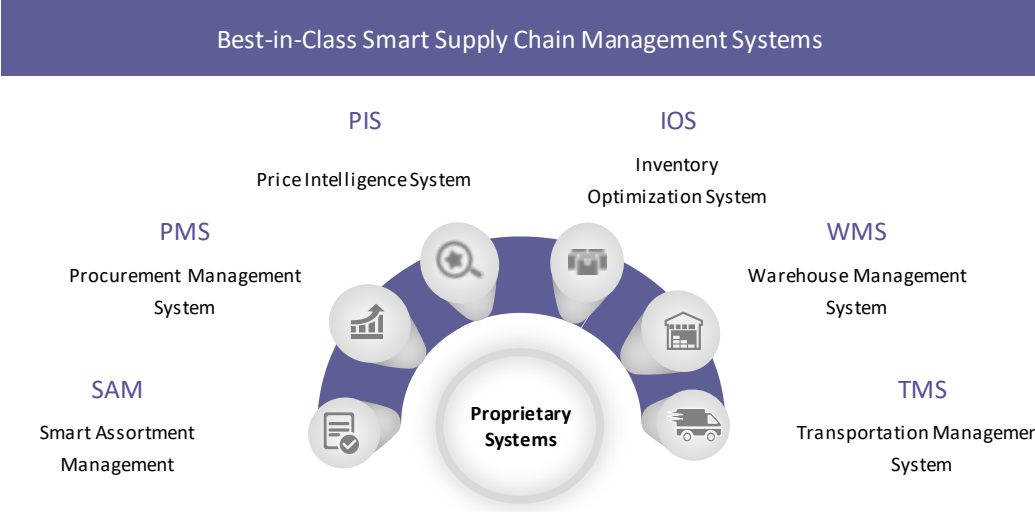 Best-in-Class Smart Supply Chain Management Systems
PIS
Price Intelligence System
IOS
Inventory
Optimization System
PMS
Procurement Management
System
WMS
Warehouse Management
System
SAM
Smart Assortment
Management
Proprietary
Systems
TMS
Transportation Managemen
System